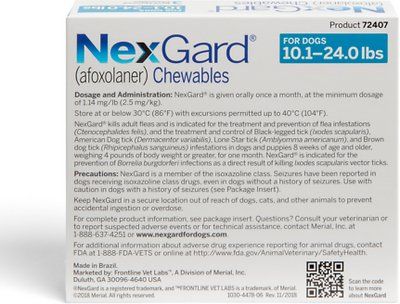 Product 72407
NexGard®
(afoxolaner) Chewables
FOR DOGS
10.1–24.0 lbs
Dosage and Administration: NexGard® is given orally once a month, at the minimum dosage
of 1.14 mg/lb (2.5 mg/kg).
Store at or below 30°C (86°F) with excursions permitted up to 40°C (104°F).
NexGard® kills adult fleas and is indicated for the treatment and prevention of flea infestations
(Ctenocephalides felis), and the treatment and control of Black-legged tick (Ixodes scapularis),
American Dog tick (Dermacentor variabilis), Lone Star tick (Amblyomma americanum), and Brown
dog tick (Rhipicephalus sanguineus) infestations in dogs and puppies 8 weeks of age and older,
weighing 4 pounds of body weight or greater, for one month. NexGard® is indicated for the
prevention of Borrelia burgdorferi infections as a direct result of killing Ixodes scapularis vector ticks.
Precautions: NexGard® is a member of the isoxazoline class. Seizures have been reported in
dogs receiving isoxazoline class drugs, even in dogs without a history of seizures. Use with
caution in dogs with a history of seizures (see Package Insert).
Keep NexGard® in a secure location out of reach of dogs, cats, and other animals to prevent
accidental ingestion or overdose.
For complete product information, see package insert. Questions? Consult your veterinarian or
to report suspected adverse events or for technical assistance, contact Merial, Inc. at
1-888-637-4251 or www.nexgardfordogs.com.
For additional information about adverse drug experience reporting for animal drugs, contact
FDA at 1-888-FDA-VETS or online at http://www.fda.gov/AnimalVeterinary/SafetyHealth.
Made in Brazil.
Marketed by: Frontline Vet Labs™, A Division of Merial, Inc.
Duluth, GA 30096-4640 USA
®NexGard is a registered trademark, and ™FRONTLINE VET LABS is a trademark, of Merial.
©2018 Merial. All rights reserved. 1030-4478-06 Rev. 11/2018
Scan the code
to learn more
about NexGard